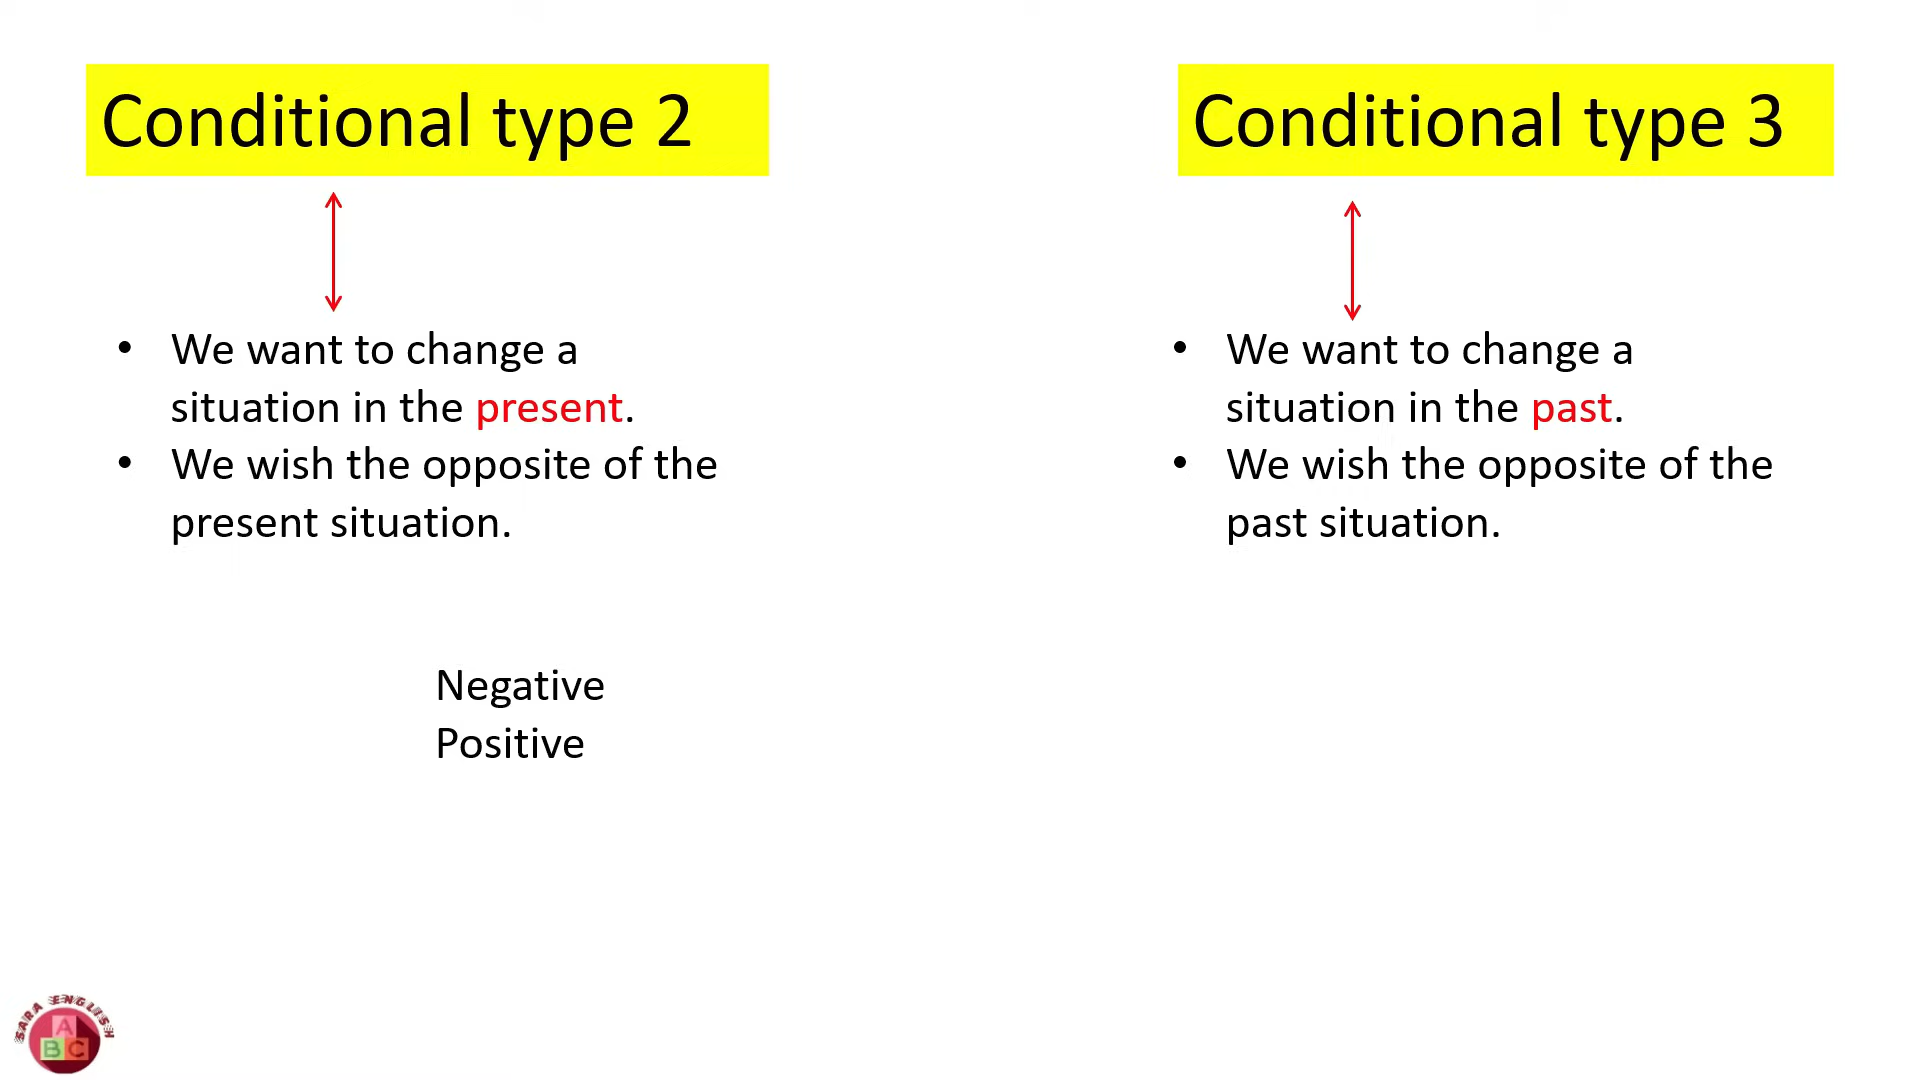 Conditional type 2
• We want to change a
situation in the present.
• We wish the opposite of the
present situation.
Negative
Positive
Conditional type 3
• We want to change a
situation in the past.
• We wish the opposite of the
past situation.
SARA ENGLISH
A
B C